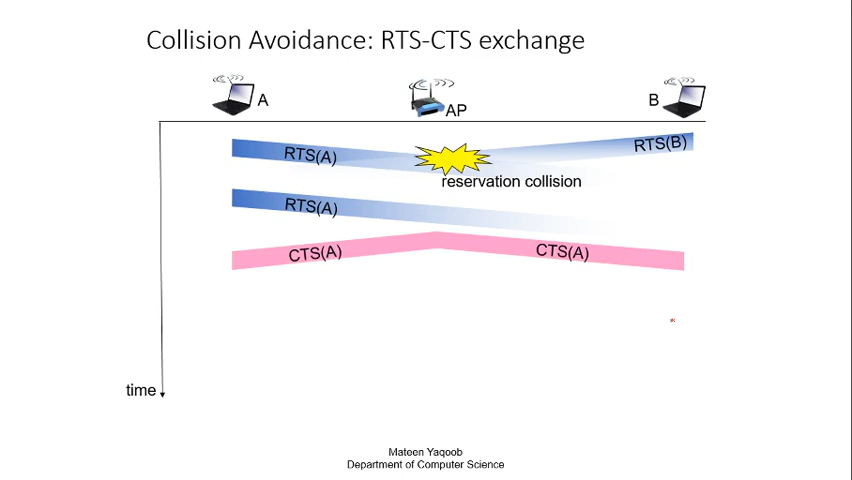 Collision Avoidance: RTS-CTS exchange
A
AP
B
RTS(A)
RTS(B)
reservation collision
RTS(A)
CTS(A)
CTS(A)
time
Mateen Yaqoob
Department of Computer Science